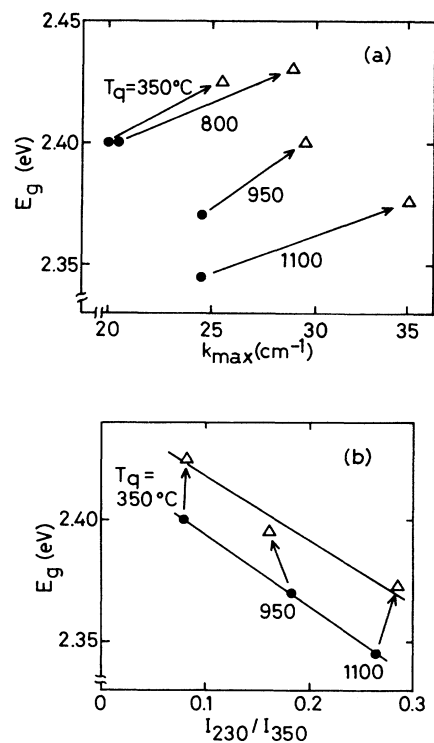 2.45
(a)
Tq=350°C
800
2.40
Eg (eV)
950
2.35
1100
20 25 30 35
kmax(cm-1)
(b)
Tq=
350°C
2.40
Eg (eV)
950
2.35
1100
0 0.1 0.2 0.3
I230/I350